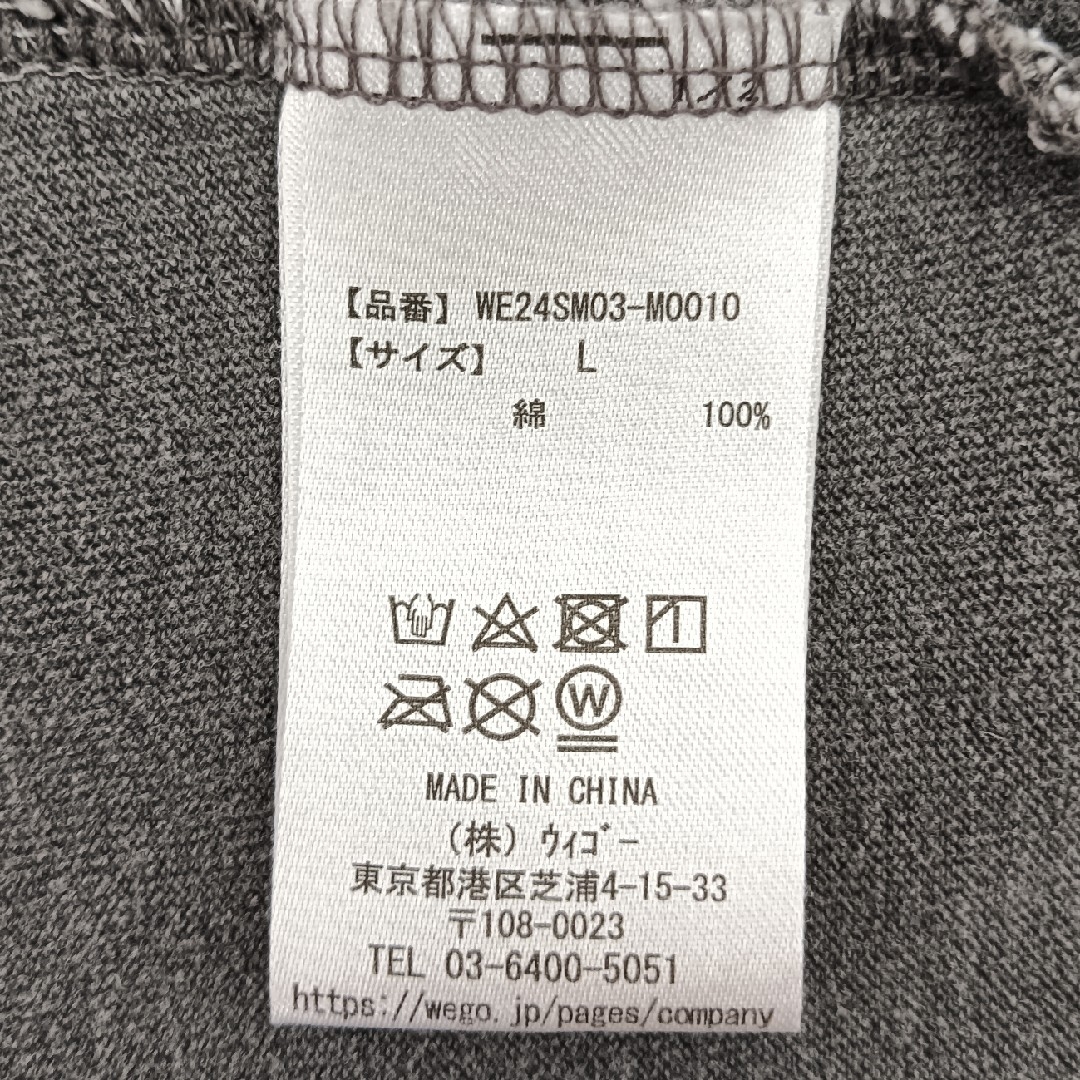 1/2
【品番】 WE24SM03-M0010
【サイズ】 L
綿 100%
W
MADE IN CHINA
(株) ｳｨｺﾞｰ
東京都港区芝浦4-15-33
〒108-0023
TEL 03-6400-5051
https://wego.jp/pages/company